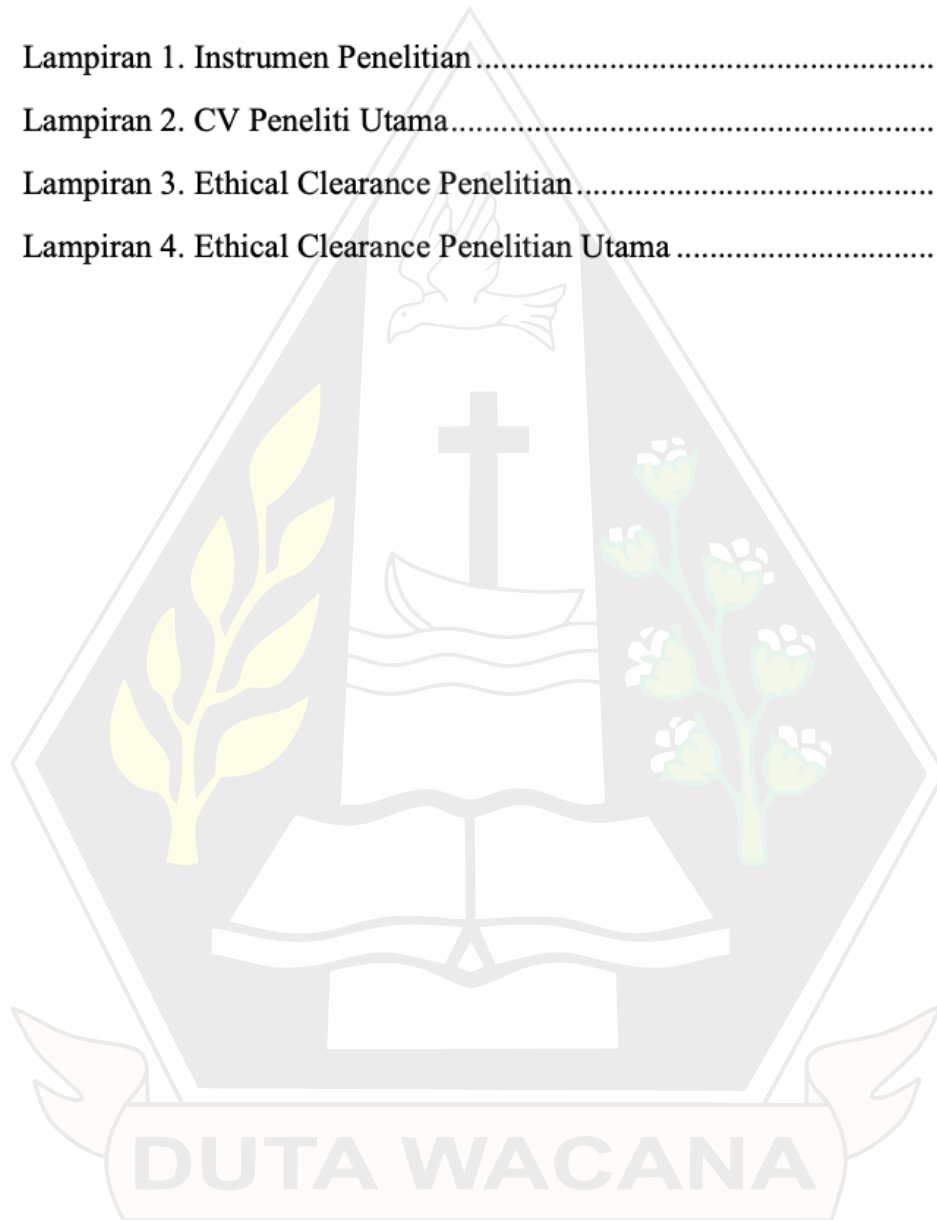 Lampiran 1. Instrumen Penelitian ........................................................
Lampiran 2. CV Peneliti Utama...........................................................
Lampiran 3. Ethical Clearance Penelitian............................................
Lampiran 4. Ethical Clearance Penelitian Utama ...............................
DUTA WACANA